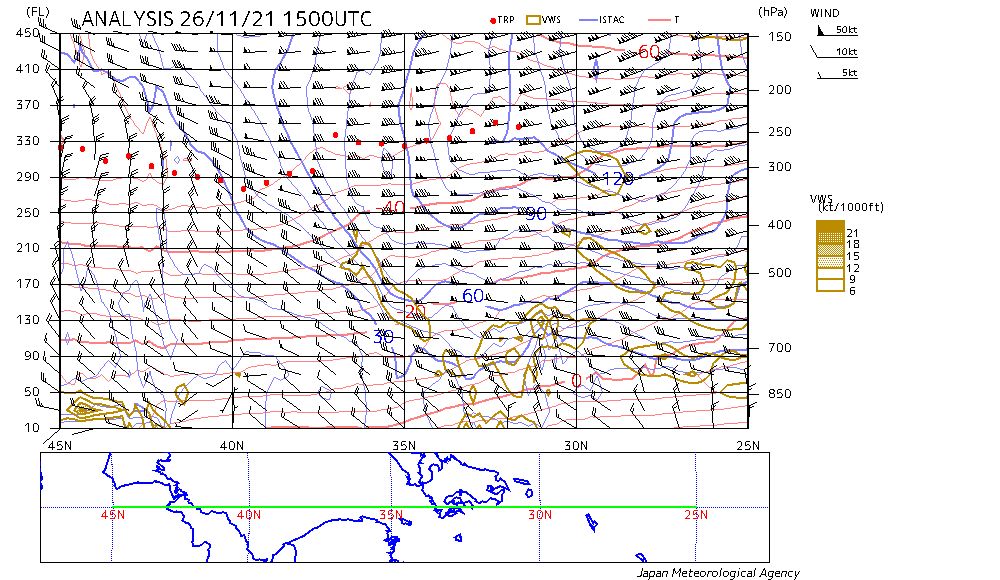 (FL) ANALYSIS 26/11/21 1500UTC TRP VWS ISTAC T (hPa) WIND
50kt
10kt
5kt
450 150
410
370 200
330 250
290 300
250
210 400
170 500
130
90 700
50 850
10
60
-120
-40
90
60
-20
30
0
VWS
(kt/1000ft)
21
18
15
12
9
6
45N 40N 35N 30N 25N
45N 40N 35N 30N 25N
Japan Meteorological Agency